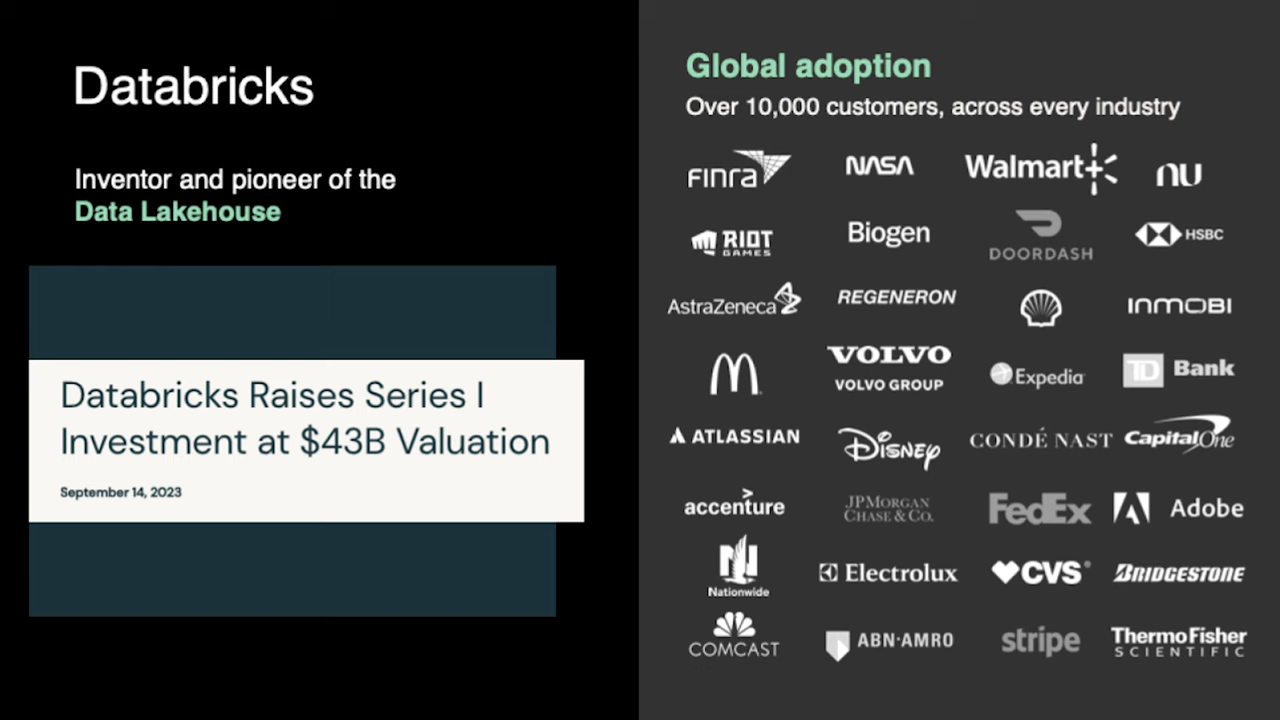 Databricks
Inventor and pioneer of the
Data Lakehouse
Databricks Raises Series I
Investment at $43B Valuation
September 14, 2023
Global adoption
Over 10,000 customers, across every industry
FINRA NASA Walmart nu
RIOT GAMES Biogen DOORDASH HSBC
AstraZeneca REGENERON INMOBI
VOLVO
VOLVO GROUP Expedia TD Bank
ATLASSIAN DISNEY CONDÉ NAST Capital One
accenture JPMORGAN CHASE & CO. FedEx Adobe
Nationwide Electrolux CVS BRIDGESTONE
COMCAST ABN·AMRO stripe ThermoFisher
SCIENTIFIC